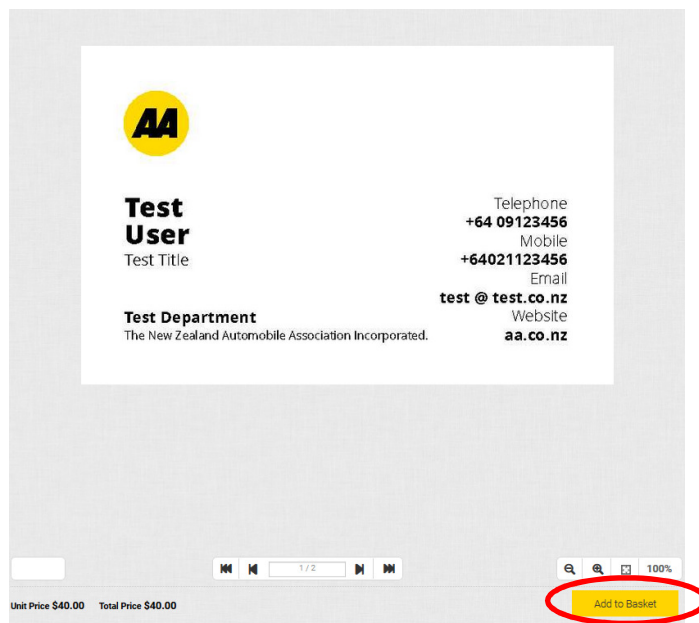 AA
Test
User
Test Title
Test Department
The New Zealand Automobile Association Incorporated.
Telephone
+64 09123456
Mobile
+64021123456
Email
test @ test.co.nz
Website
aa.co.nz
1 / 2
100%
Unit Price $40.00 Total Price $40.00
Add to Basket